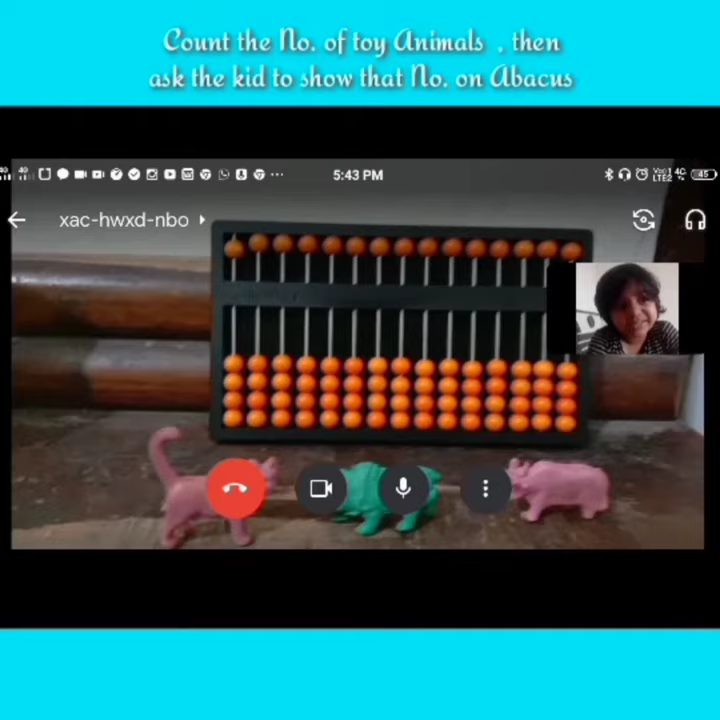 Count the No. of toy Animals , then
ask the kid to show that No. on Abacus
5:43 PM
45
xac-hwxd-nbo